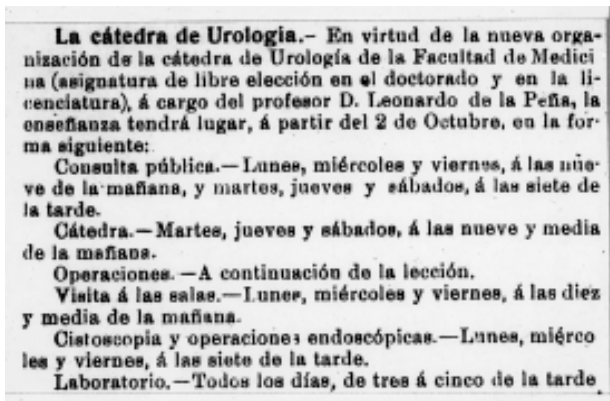 La cátedra de Urología.- En virtud de la nueva orga-
nización de la cátedra de Urología de la Facultad de Medici
na (asignatura de libre elección en el doctorado y en la li-
cenciatura), á cargo del profesor D. Leonardo de la Peña, la
enseñanza tendrá lugar, á partir del 2 de Octubre, en la for-
ma siguiente:
Consulta pública.—Lunes, miércoles y viernes, á las nue-
ve de la mañana, y martes, jueves y sábados, á las siete de
la tarde.
Cátedra.—Martes, jueves y sábados, á las nueve y media
de la mañana.
Operaciones.—A continuación de la lección.
Visita á las salas.—Lunes, miércoles y viernes, á las diez
y media de la mañana.
Cistoscopia y operaciones endoscópicas.—Lunes, miérco
les y viernes, á las siete de la tarde.
Laboratorio.—Todos los días, de tres á cinco de la tarde